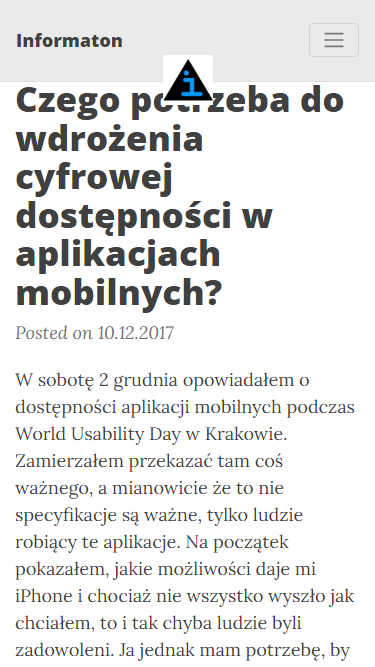 Informaton
Czego potrzeba do
wdrożenia
cyfrowej
dostępności w
aplikacjach
mobilnych?
Posted on 10.12.2017
W sobotę 2 grudnia opowiadałem o
dostępności aplikacji mobilnych podczas
World Usability Day w Krakowie.
Zamierzałem przekazać tam coś
ważnego, a mianowicie że to nie
specyfikacje są ważne, tylko ludzie
robiący te aplikacje. Na początek
pokazałem, jakie możliwości daje mi
iPhone i chociaż nie wszystko wyszło jak
chciałem, to i tak chyba ludzie byli
zadowoleni. Ja jednak mam potrzebę, by